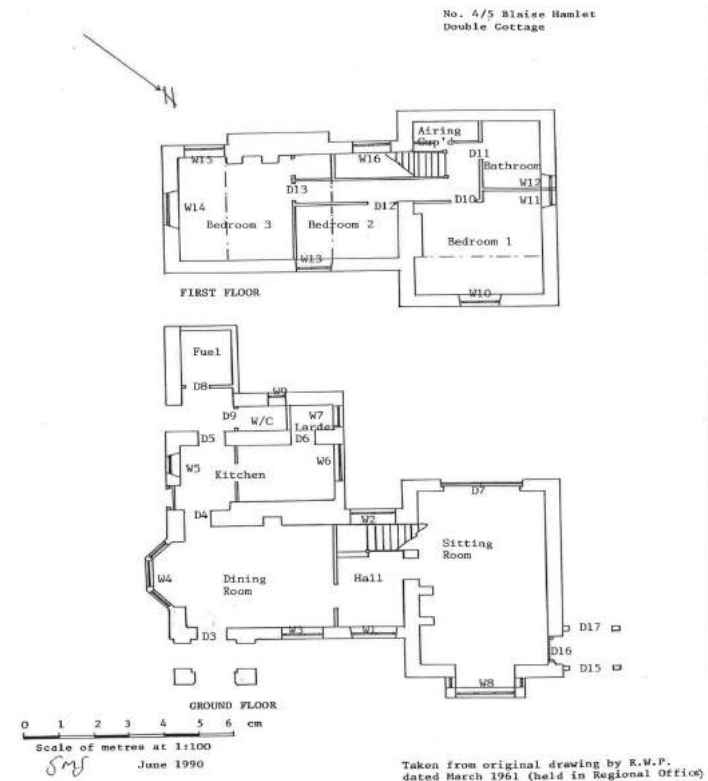 No. 4/5 Blaise Hamlet
Double Cottage
N
Airing
Cup'd
W15
W16
D11
Bathroom
D13
W12
W14
D12
D10
W11
Bedroom 3
Bedroom 2
Bedroom 1
W13
W10
FIRST FLOOR
Fuel
D8
W9
D9
W/C
W7
Larder
D5
D6
W5
Kitchen
W6
D7
D4
W2
Sitting
Room
W4
Dining
Room
Hall
D3
W3
W1
D17
D16
D15
W8
GROUND FLOOR
0 1 2 3 4 5 6 cm
Scale of metres at 1:100
SMS June 1990
Taken from original drawing by R.W.P.
dated March 1961 (held in Regional Office)